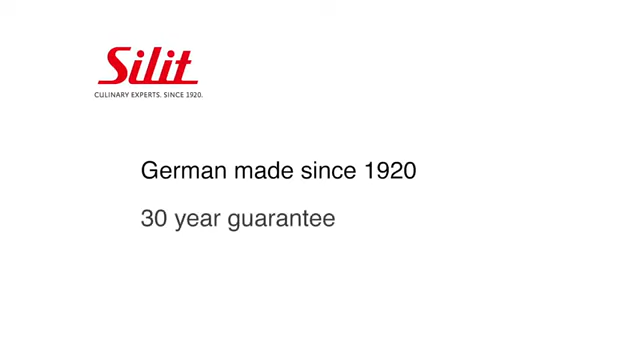 Silit
CULINARY EXPERTS. SINCE 1920.
German made since 1920
30 year guarantee